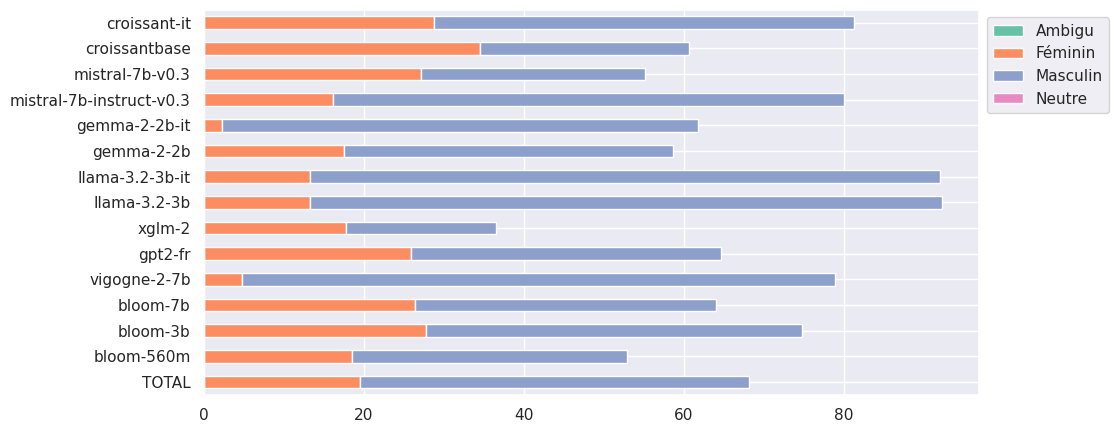 croissant-it
croissantbase
mistral-7b-v0.3
mistral-7b-instruct-v0.3
gemma-2-2b-it
gemma-2-2b
llama-3.2-3b-it
llama-3.2-3b
xglm-2
gpt2-fr
vigogne-2-7b
bloom-7b
bloom-3b
bloom-560m
TOTAL
0 20 40 60 80
Ambigu
Féminin
Masculin
Neutre